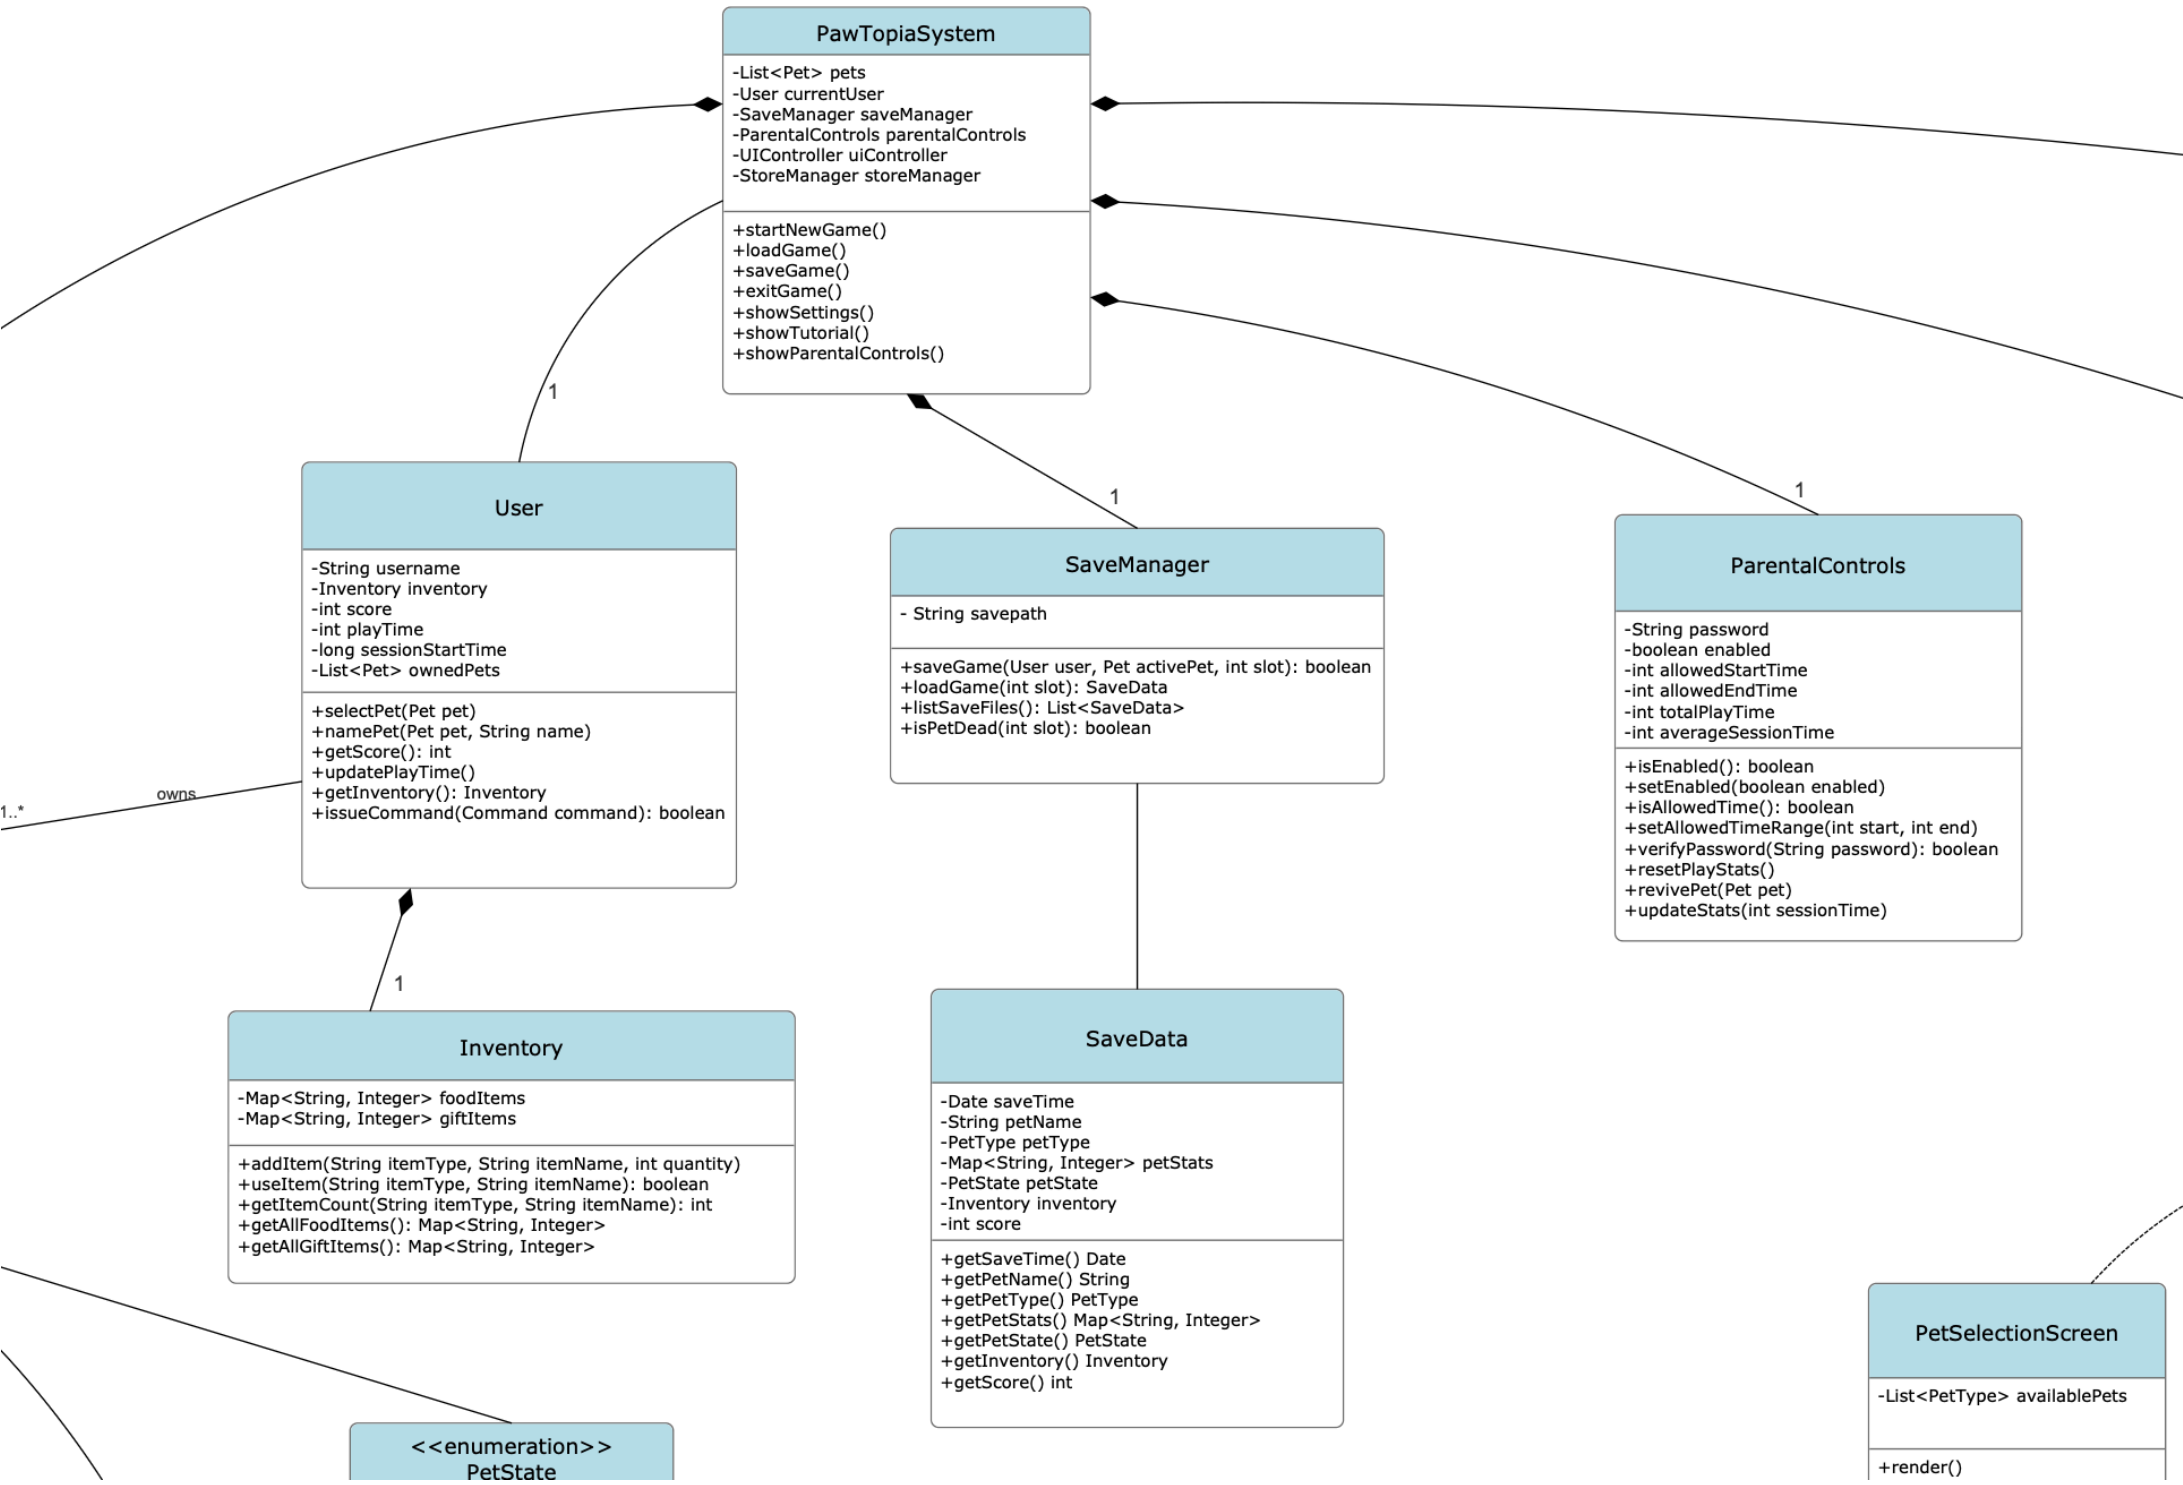 PawTopiaSystem
-List<Pet> pets
-User currentUser
-SaveManager saveManager
-ParentalControls parentalControls
-UIController uiController
-StoreManager storeManager
+startNewGame()
+loadGame()
+saveGame()
+exitGame()
+showSettings()
+showTutorial()
+showParentalControls()
1
1
1
User
-String username
-Inventory inventory
-int score
-int playTime
-long sessionStartTime
-List<Pet> ownedPets
+selectPet(Pet pet)
+namePet(Pet pet, String name)
+getScore(): int
+updatePlayTime()
+getInventory(): Inventory
+issueCommand(Command command): boolean
owns
1..*
1
SaveManager
- String savepath
+saveGame(User user, Pet activePet, int slot): boolean
+loadGame(int slot): SaveData
+listSaveFiles(): List<SaveData>
+isPetDead(int slot): boolean
ParentalControls
-String password
-boolean enabled
-int allowedStartTime
-int allowedEndTime
-int totalPlayTime
-int averageSessionTime
+isEnabled(): boolean
+setEnabled(boolean enabled)
+isAllowedTime(): boolean
+setAllowedTimeRange(int start, int end)
+verifyPassword(String password): boolean
+resetPlayStats()
+revivePet(Pet pet)
+updateStats(int sessionTime)
Inventory
-Map<String, Integer> foodItems
-Map<String, Integer> giftItems
+addItem(String itemType, String itemName, int quantity)
+useItem(String itemType, String itemName): boolean
+getItemCount(String itemType, String itemName): int
+getAllFoodItems(): Map<String, Integer>
+getAllGiftItems(): Map<String, Integer>
SaveData
-Date saveTime
-String petName
-PetType petType
-Map<String, Integer> petStats
-PetState petState
-Inventory inventory
-int score
+getSaveTime() Date
+getPetName() String
+getPetType() PetType
+getPetStats() Map<String, Integer>
+getPetState() PetState
+getInventory() Inventory
+getScore() int
PetSelectionScreen
-List<PetType> availablePets
+render()
<<enumeration>>
PetState